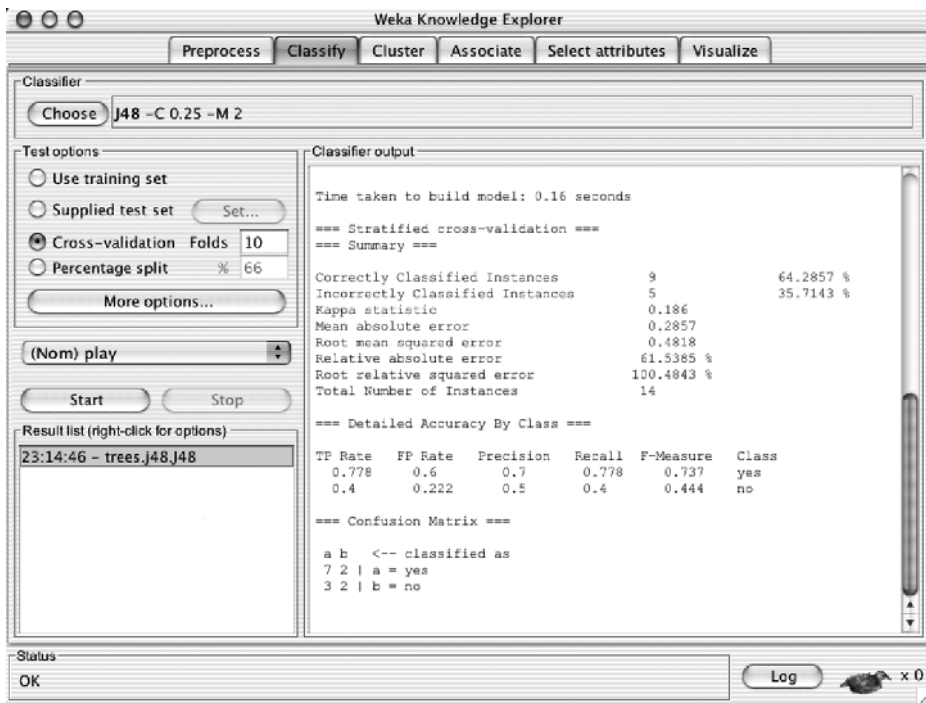 Weka Knowledge Explorer
Preprocess Classify Cluster Associate Select attributes Visualize
Classifier
Choose J48 -C 0.25 -M 2
Test options
Use training set
Supplied test set Set...
Cross-validation Folds 10
Percentage split % 66
More options...
(Nom) play
Start Stop
Result list (right-click for options)
23:14:46 - trees.j48.J48
Classifier output
Time taken to build model: 0.16 seconds
=== Stratified cross-validation ===
=== Summary ===
Correctly Classified Instances 9 64.2857 %
Incorrectly Classified Instances 5 35.7143 %
Kappa statistic 0.186
Mean absolute error 0.2857
Root mean squared error 0.4818
Relative absolute error 61.5385 %
Root relative squared error 100.4843 %
Total Number of Instances 14
=== Detailed Accuracy By Class ===
TP Rate FP Rate Precision Recall F-Measure Class
0.778 0.6 0.7 0.778 0.737 yes
0.4 0.222 0.5 0.4 0.444 no
=== Confusion Matrix ===
a b <-- classified as
7 2 | a = yes
3 2 | b = no
Status
OK
Log x 0